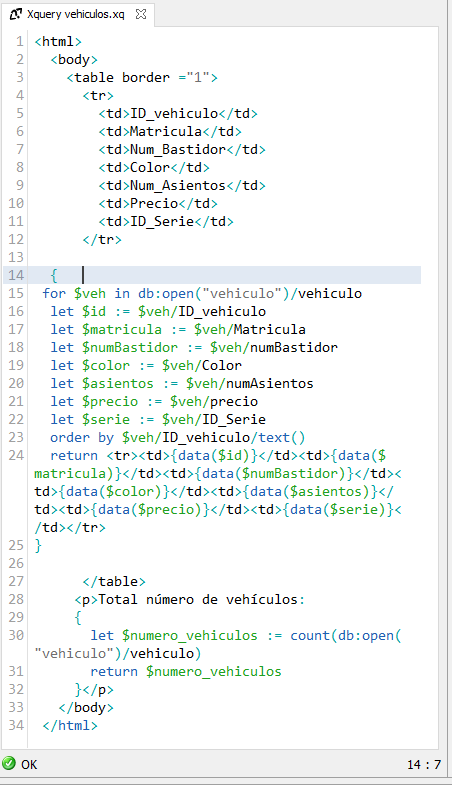 Xquery vehiculos.xq
1 <html>
2 <body>
3 <table border ="1">
4 <tr>
5 <td>ID_vehiculo</td>
6 <td>Matricula</td>
7 <td>Num_Bastidor</td>
8 <td>Color</td>
9 <td>Num_Asientos</td>
10 <td>Precio</td>
11 <td>ID_Serie</td>
12 </tr>
13
14 {
15 for $veh in db:open("vehiculo")/vehiculo
16 let $id := $veh/ID_vehiculo
17 let $matricula := $veh/Matricula
18 let $numBastidor := $veh/numBastidor
19 let $color := $veh/Color
20 let $asientos := $veh/numAsientos
21 let $precio := $veh/precio
22 let $serie := $veh/ID_Serie
23 order by $veh/ID_vehiculo/text()
24 return <tr><td>{data($id)}</td><td>{data($
matricula)}</td><td>{data($numBastidor)}</td><
td>{data($color)}</td><td>{data($asientos)}</
td><td>{data($precio)}</td><td>{data($serie)}<
/td></tr>
25 }
26
27 </table>
28 <p>Total número de vehículos:
29 {
30 let $numero_vehiculos := count(db:open(
"vehiculo")/vehiculo)
31 return $numero_vehiculos
32 }</p>
33 </body>
34 </html>
OK 14 : 7